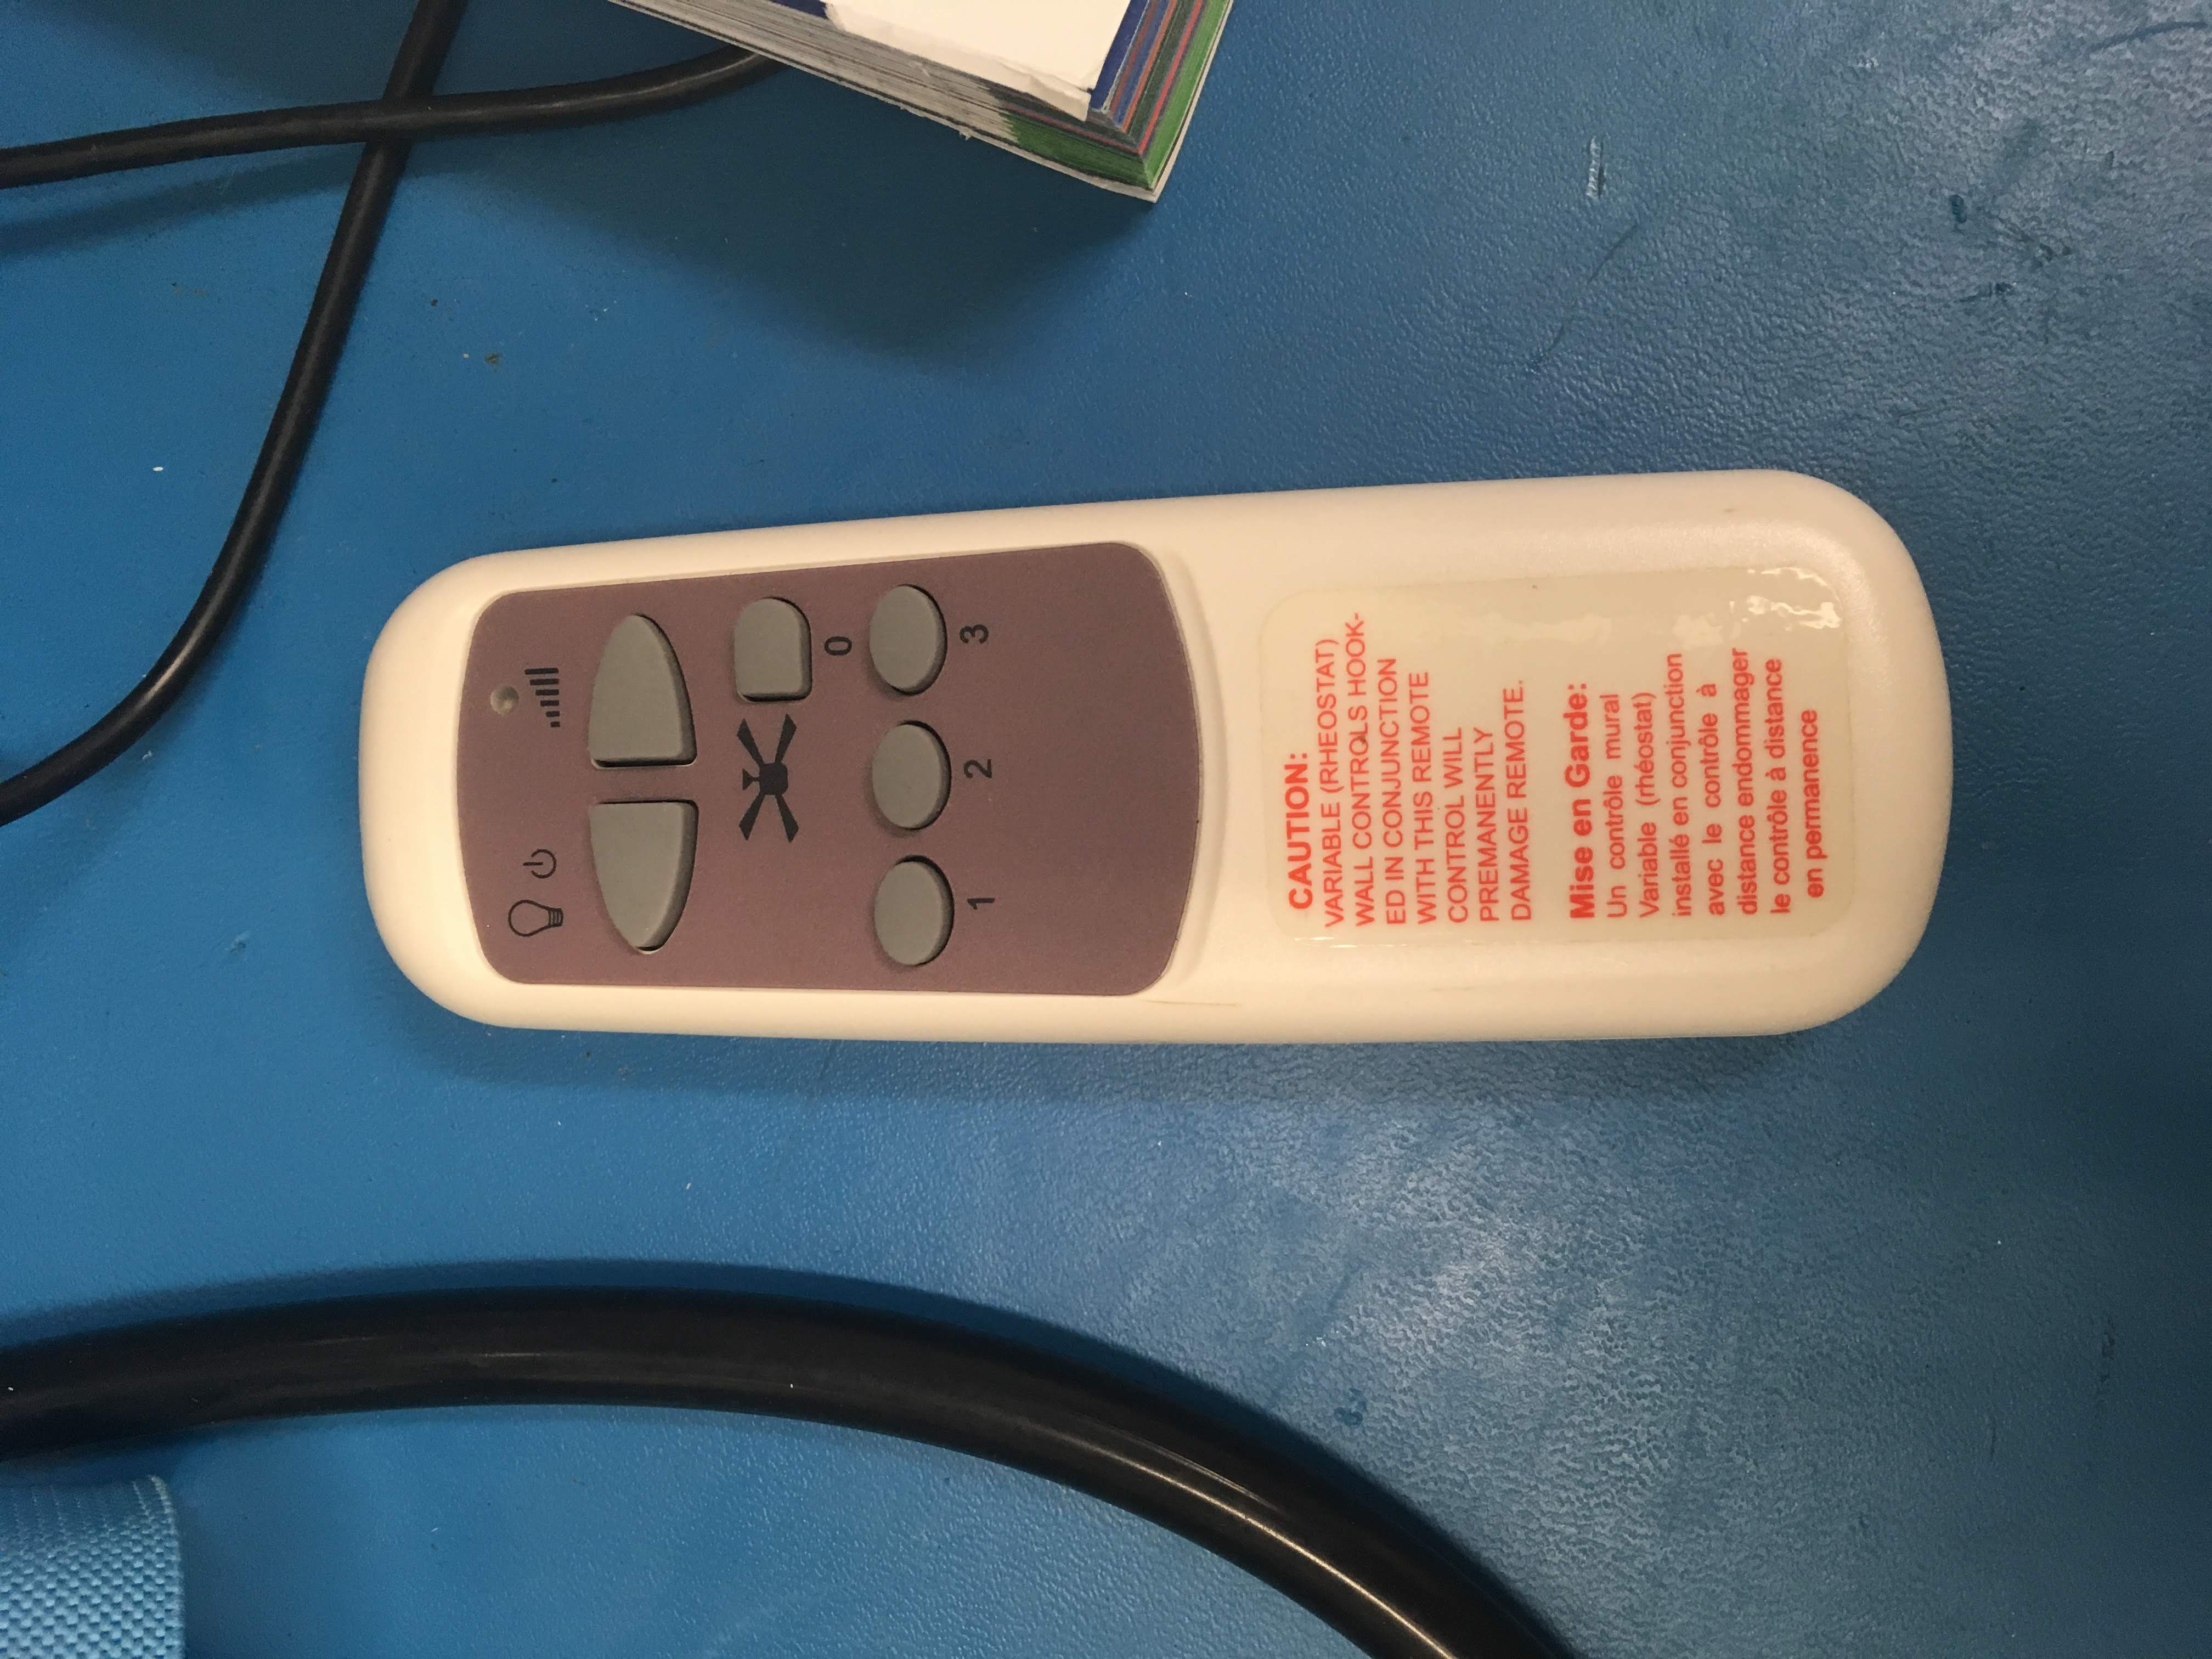 0
1 2 3
CAUTION:
VARIABLE (RHEOSTAT)
WALL CONTROLS HOOK-
ED IN CONJUNCTION
WITH THIS REMOTE
CONTROL WILL
PREMANENTLY
DAMAGE REMOTE.
Mise en Garde:
Un contrôle mural
Variable (rhéostat)
installé en conjunction
avec le contrôle à
distance endommager
le contrôle à distance
en permanence